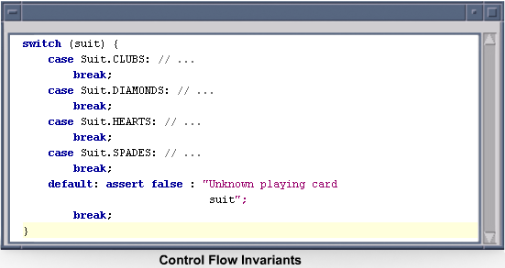 switch (suit) {
case Suit.CLUBS: // ...
break;
case Suit.DIAMONDS: // ...
break;
case Suit.HEARTS: // ...
break;
case Suit.SPADES: // ...
break;
default: assert false : "Unknown playing card
suit";
break;
}
Control Flow Invariants